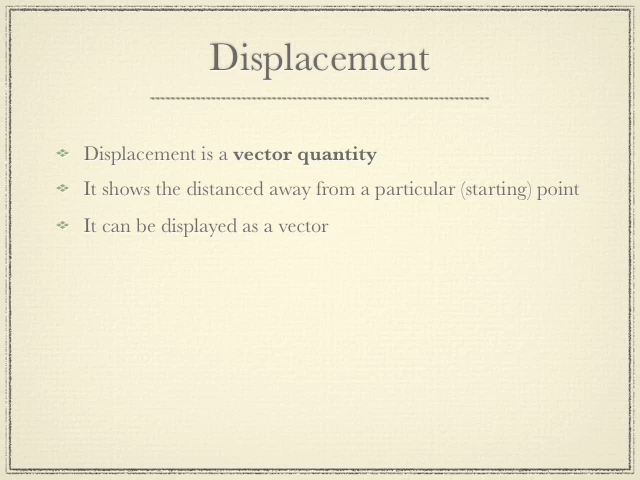 Displacement
Displacement is a vector quantity
It shows the distanced away from a particular (starting) point
It can be displayed as a vector